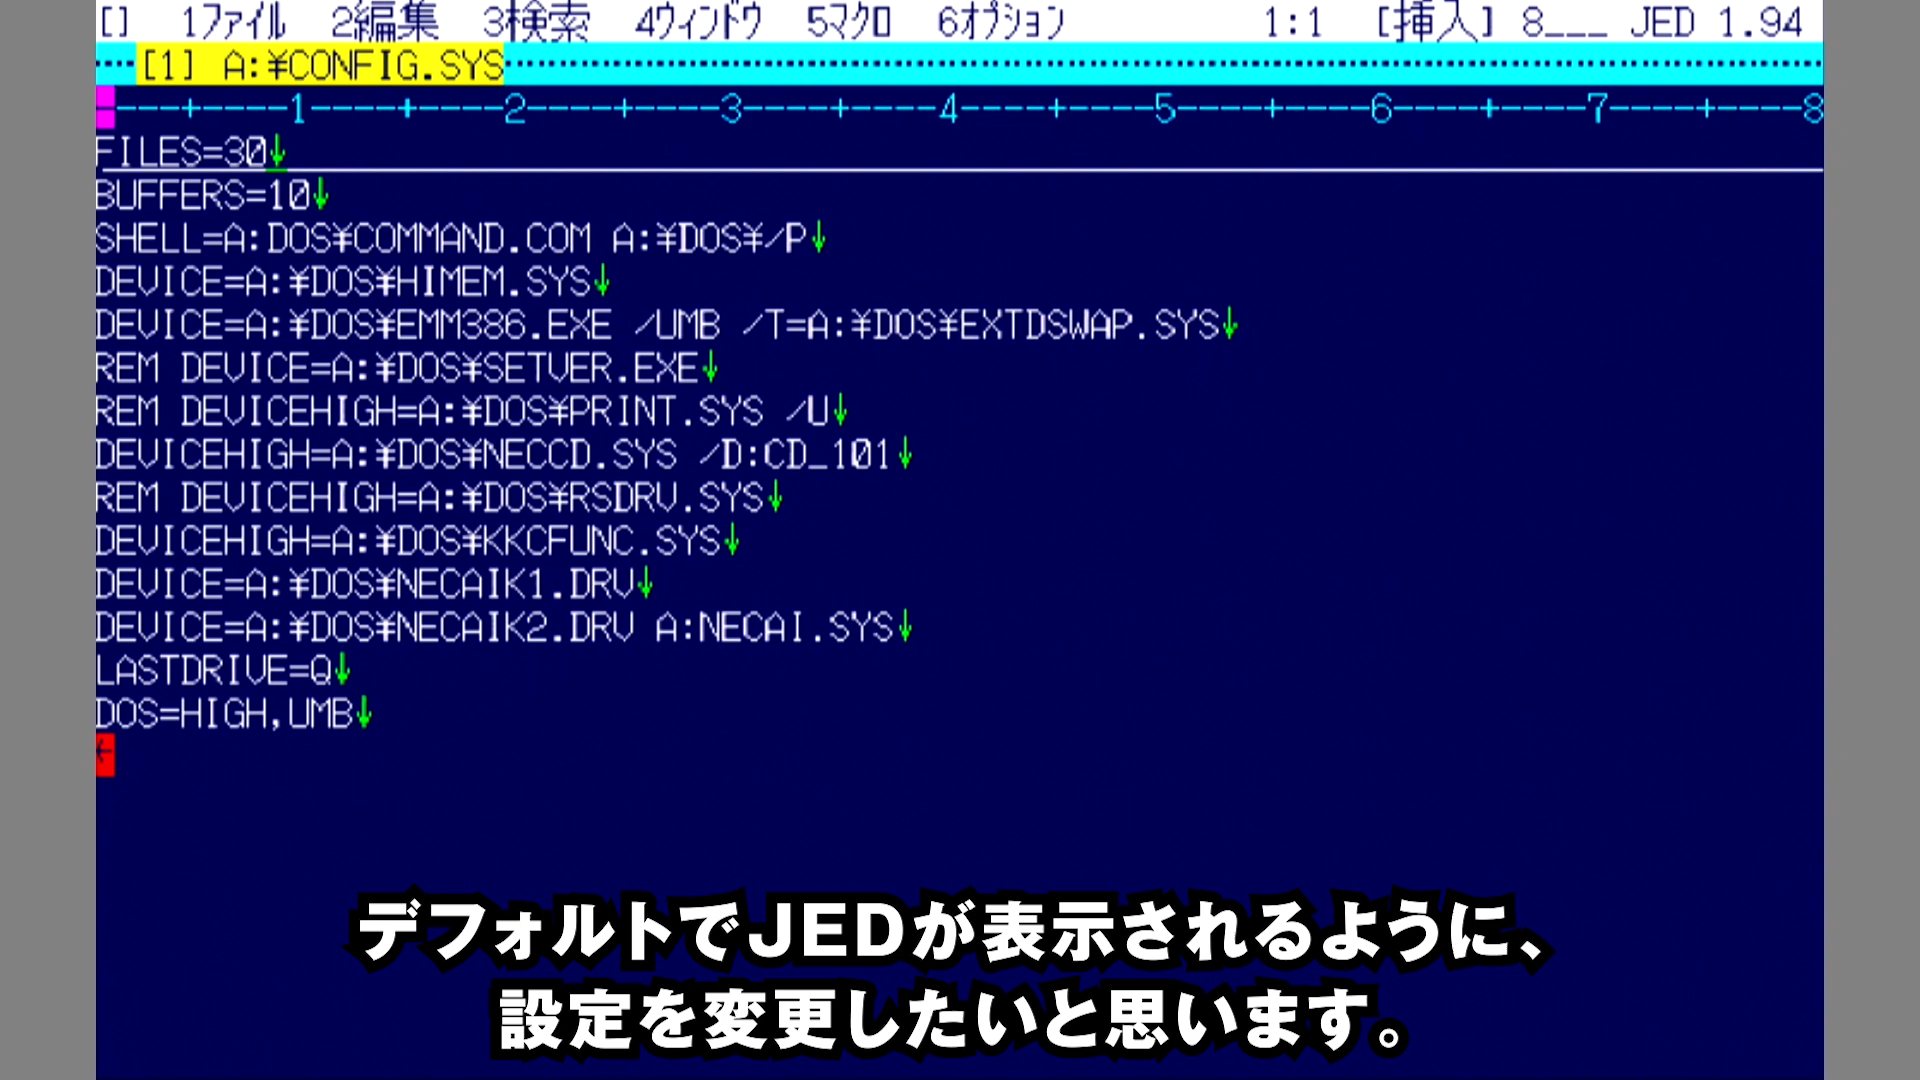 [] 1ファイル 2編集 3検索 4ウィンドウ 5マクロ 6オプション 1:1 [挿入] 8___ JED 1.94
[1] A:¥CONFIG.SYS
----+----1----+----2----+----3----+----4----+----5----+----6----+----7----+----8
FILES=30↓
BUFFERS=10↓
SHELL=A:DOS¥COMMAND.COM A:¥DOS¥/P↓
DEVICE=A:¥DOS¥HIMEM.SYS↓
DEVICE=A:¥DOS¥EMM386.EXE /UMB /T=A:¥DOS¥EXTDSWAP.SYS↓
REM DEVICE=A:¥DOS¥SETVER.EXE↓
REM DEVICEHIGH=A:¥DOS¥PRINT.SYS /U↓
DEVICEHIGH=A:¥DOS¥NECCD.SYS /D:CD_101↓
REM DEVICEHIGH=A:¥DOS¥RSDRV.SYS↓
DEVICEHIGH=A:¥DOS¥KKCFUNC.SYS↓
DEVICE=A:¥DOS¥NECAIK1.DRV↓
DEVICE=A:¥DOS¥NECAIK2.DRV A:NECAI.SYS↓
LASTDRIVE=Q↓
DOS=HIGH,UMB↓
←
デフォルトでJEDが表示されるように、
設定を変更したいと思います。